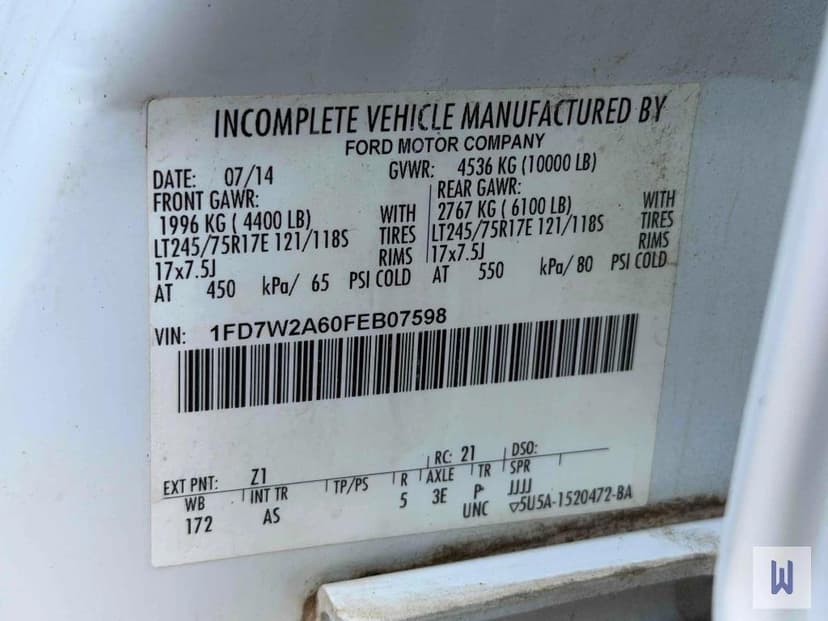 INCOMPLETE VEHICLE MANUFACTURED BY
FORD MOTOR COMPANY
DATE: 07/14 GVWR: 4536 KG (10000 LB)
FRONT GAWR: REAR GAWR:
1996 KG ( 4400 LB) WITH 2767 KG ( 6100 LB) WITH
LT245/75R17E 121/118S TIRES LT245/75R17E 121/118S TIRES
17x7.5J RIMS 17x7.5J RIMS
AT 450 kPa/ 65 PSI COLD AT 550 kPa/ 80 PSI COLD
VIN: 1FD7W2A60FEB07598
EXT PNT: Z1 RC: 21 DSO:
WB INT TR TP/PS R AXLE TR SPR
172 AS 5 3E P JJJJ
UNC ▽5U5A-1520472-BA
W